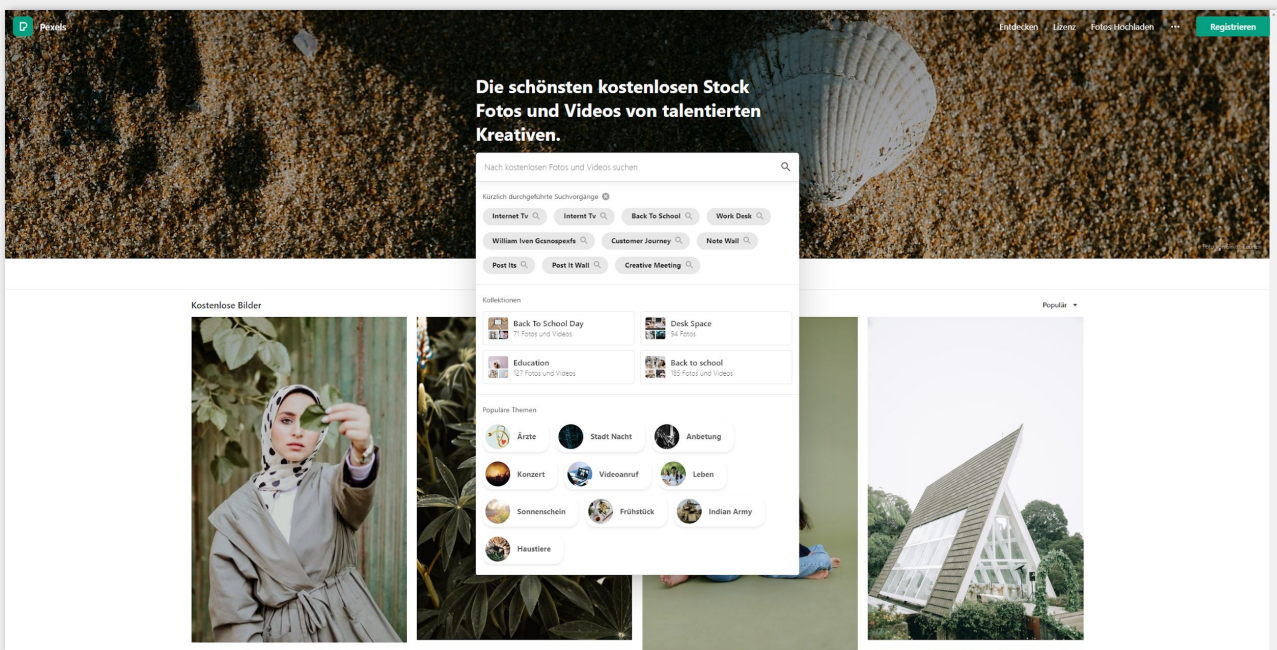 Pexels
Entdecken
Lizenz
Fotos Hochladen
Registrieren
Die schönsten kostenlosen Stock
Fotos und Videos von talentierten
Kreativen.
Nach kostenlosen Fotos und Videos suchen
Kürzlich durchgeführte Suchvorgänge
Internet Tv
Internt Tv
Back To School
Work Desk
William Iven Gcsnospexfs
Customer Journey
Note Wall
Post Its
Post It Wall
Creative Meeting
Kollektionen
Back To School Day
71 Fotos und Videos
Desk Space
94 Fotos
Education
127 Fotos und Videos
Back to school
185 Fotos und Videos
Populäre Themen
Ärzte
Stadt Nacht
Anbetung
Konzert
Videoanruf
Leben
Sonnenschein
Frühstück
Indian Army
Haustiere
Kostenlose Bilder
Populär